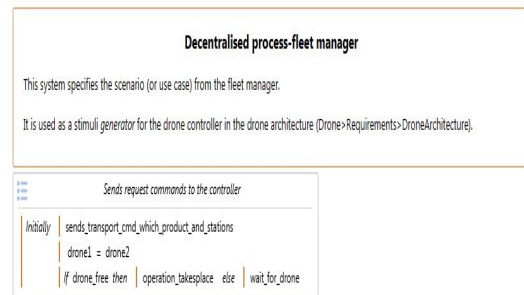 Decentralised process-fleet manager
This system specifies the scenario (or use case) from the fleet manager.
It is used as a stimuli generator for the drone controller in the drone architecture (Drone>Requirements>DroneArchitecture).
Sends request commands to the controller
Initially sends_transport_cmd_which_product_and_stations
drone1 = drone2
If drone_free then operation_takesplace else wait_for_drone